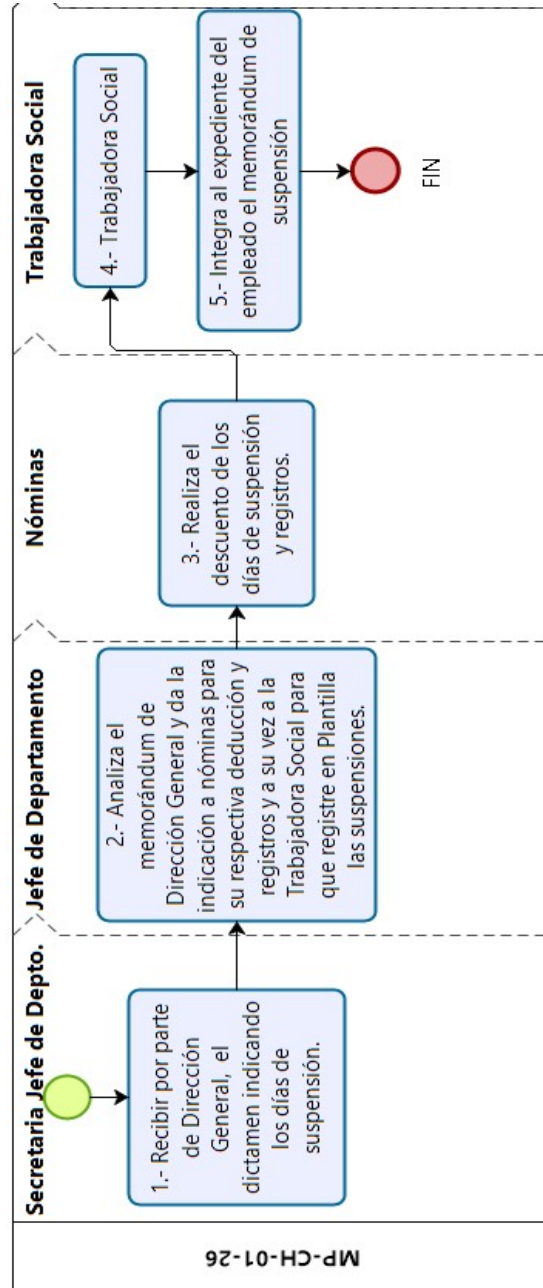 MP-CH-01-26
Secretaria Jefe de Depto.
1.- Recibir por parte
de Dirección
General, el
dictamen indicando
los días de
suspensión.
Jefe de Departamento
2.- Analiza el
memorándum de
Dirección General y da la
indicación a nóminas para
su respectiva deducción y
registros y a su vez a la
Trabajadora Social para
que registre en Plantilla
las suspensiones.
Nóminas
3.- Realiza el
descuento de los
días de suspensión
y registros.
Trabajadora Social
4.- Trabajadora Social
5.- Integra al expediente del
empleado el memorándum de
suspensión
FIN